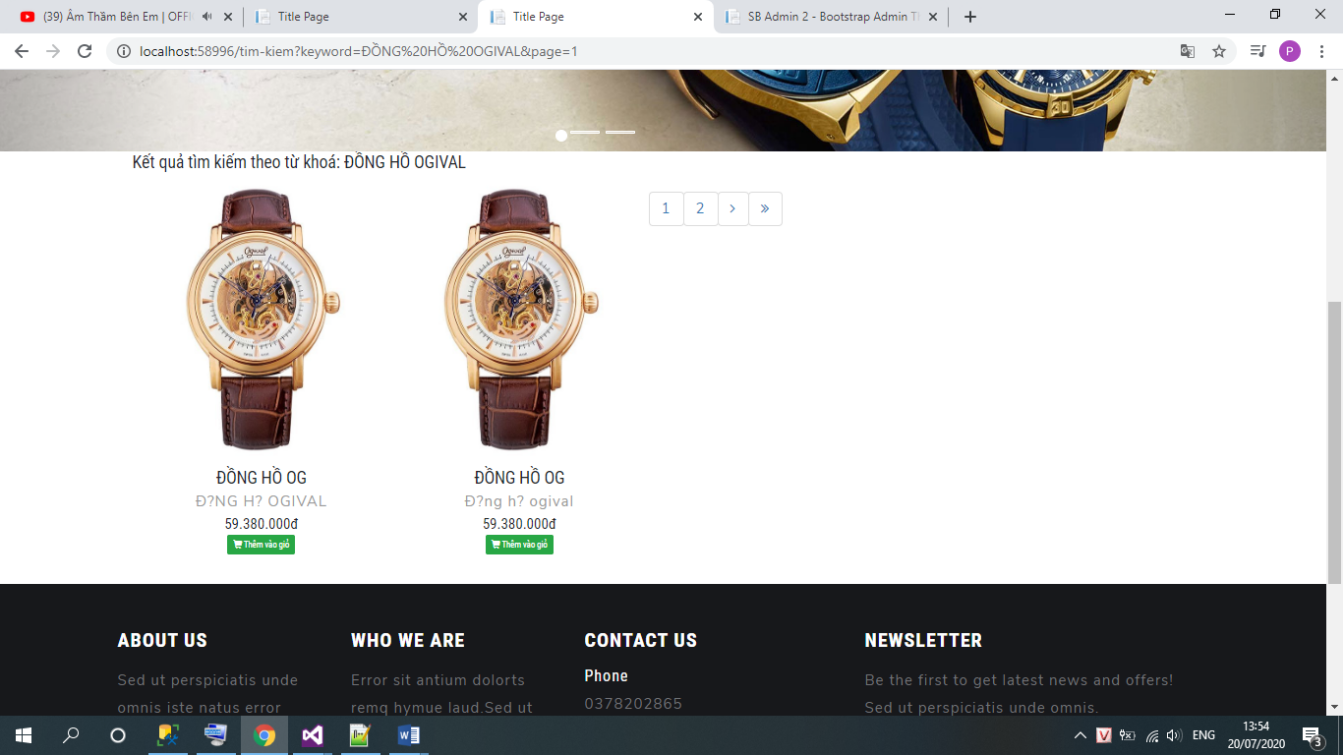 (39) Âm Thầm Bên Em | OFFI
Title Page
Title Page
SB Admin 2 - Bootstrap Admin T
localhost:58996/tim-kiem?keyword=ĐỒNG%20HỒ%20OGIVAL&page=1
P
30
Kết quả tìm kiếm theo từ khoá: ĐỒNG HỒ OGIVAL
1 2 › »
Ogival
Ogival
ĐỒNG HỒ OG
Đ?NG H? OGIVAL
59.380.000đ
Thêm vào giỏ
ĐỒNG HỒ OG
Đ?ng h? ogival
59.380.000đ
Thêm vào giỏ
ABOUT US
Sed ut perspiciatis unde
omnis iste natus error
WHO WE ARE
Error sit antium dolorts
remq hymue laud.Sed ut
CONTACT US
Phone
0378202865
NEWSLETTER
Be the first to get latest news and offers!
Sed ut perspiciatis unde omnis.
V
ENG
13:54
20/07/2020
3